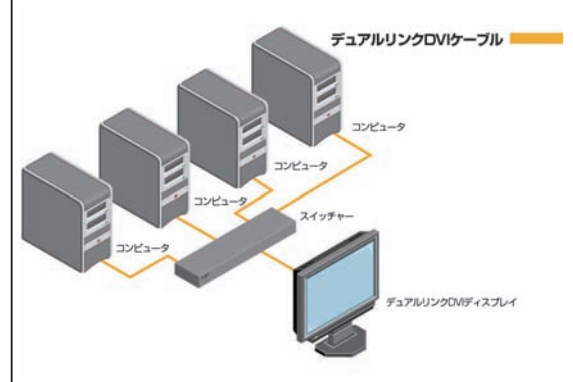 デュアルリンクDVIケーブル
コンピュータ
コンピュータ
コンピュータ
コンピュータ
スイッチャー
デュアルリンクDVIディスプレイ